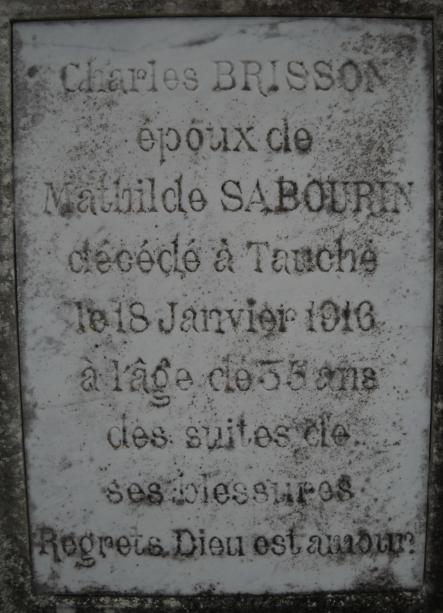 Charles BRISSON
époux de
Mathilde SABOURIN
décédé à Tauché
le 18 Janvier 1916
à l'âge de 35 ans
des suites de
ses blessures
Regrets. Dieu est amour.